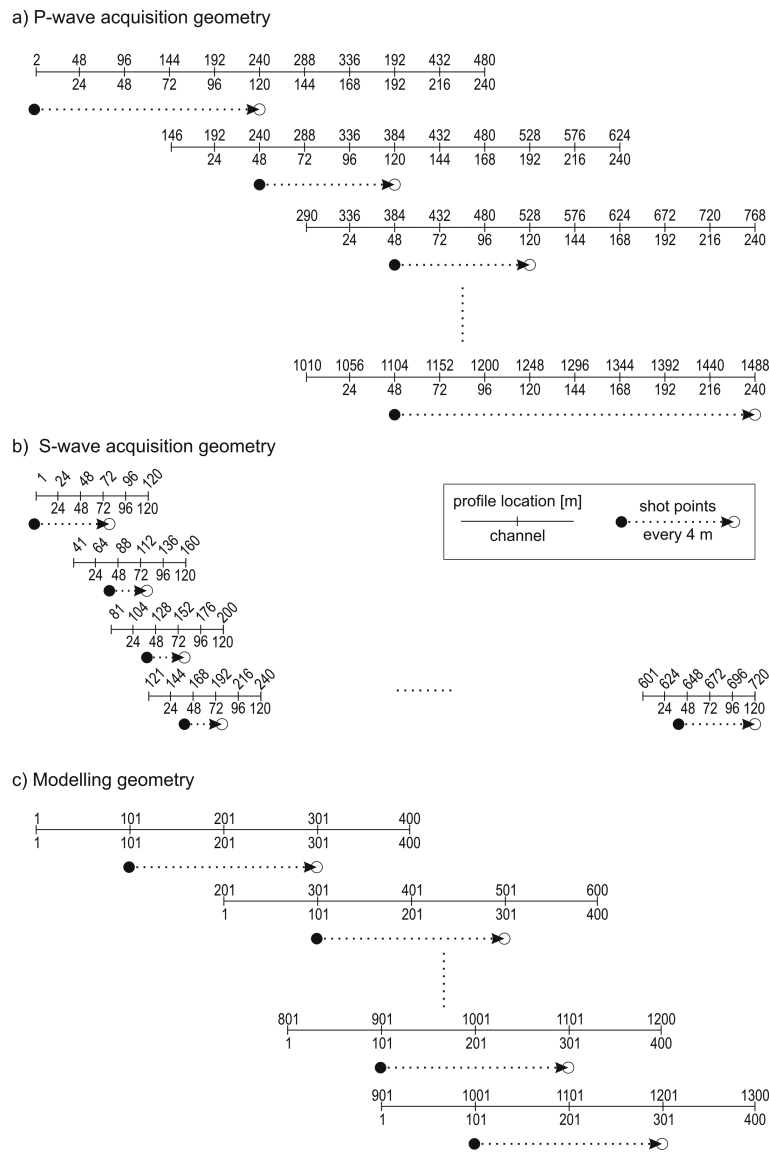 a) P-wave acquisition geometry
2 48 96 144 192 240 288 336 192 432 480
24 48 72 96 120 144 168 192 216 240
146 192 240 288 336 384 432 480 528 576 624
24 48 72 96 120 144 168 192 216 240
290 336 384 432 480 528 576 624 672 720 768
24 48 72 96 120 144 168 192 216 240
1010 1056 1104 1152 1200 1248 1296 1344 1392 1440 1488
24 48 72 96 120 144 168 192 216 240
b) S-wave acquisition geometry
1 24 48 72 96 120
24 48 72 96 120
profile location [m]
channel
shot points
every 4 m
41 64 88 112 136 160
24 48 72 96 120
81 104 128 152 176 200
24 48 72 96 120
121 144 168 192 216 240
24 48 72 96 120
601 624 648 672 696 720
24 48 72 96 120
c) Modelling geometry
1 101 201 301 400
1 101 201 301 400
201 301 401 501 600
1 101 201 301 400
801 901 1001 1101 1200
1 101 201 301 400
901 1001 1101 1201 1300
1 101 201 301 400